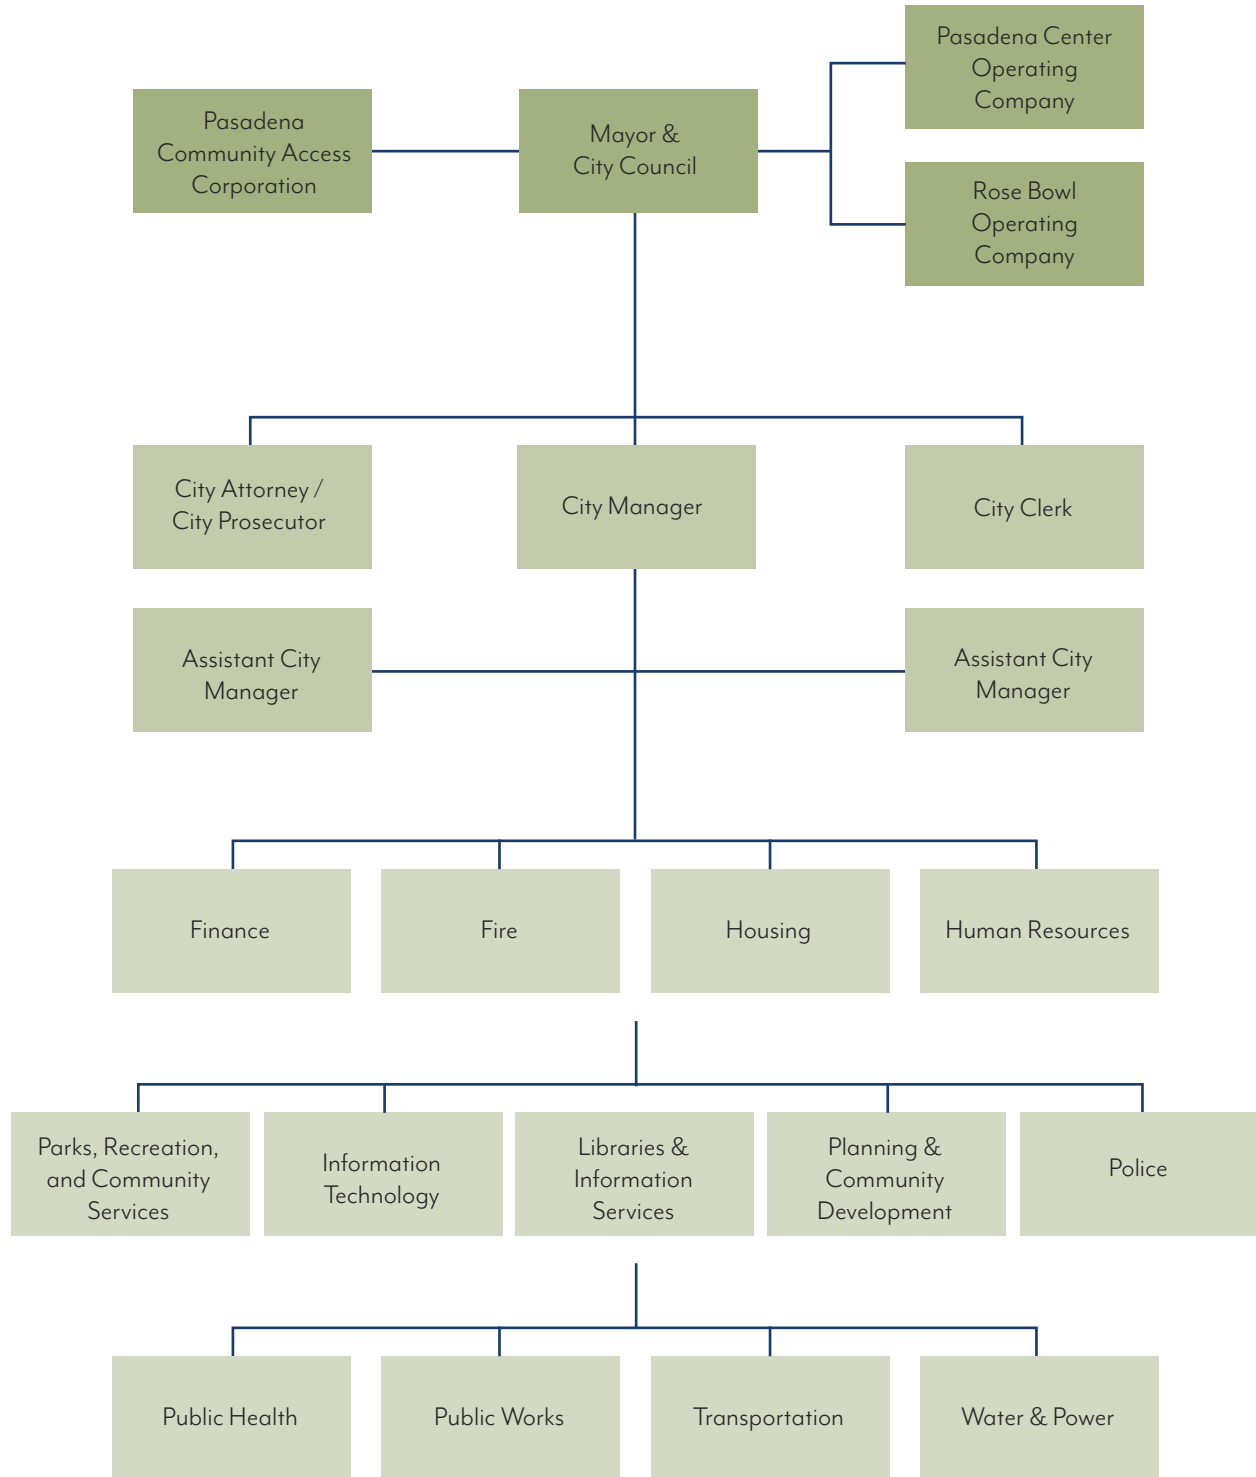 Pasadena Center
Operating
Company
Pasadena
Community Access
Corporation
Mayor &
City Council
Rose Bowl
Operating
Company
City Attorney /
City Prosecutor
City Manager
City Clerk
Assistant City
Manager
Assistant City
Manager
Finance
Fire
Housing
Human Resources
Parks, Recreation,
and Community
Services
Information
Technology
Libraries &
Information
Services
Planning &
Community
Development
Police
Public Health
Public Works
Transportation
Water & Power